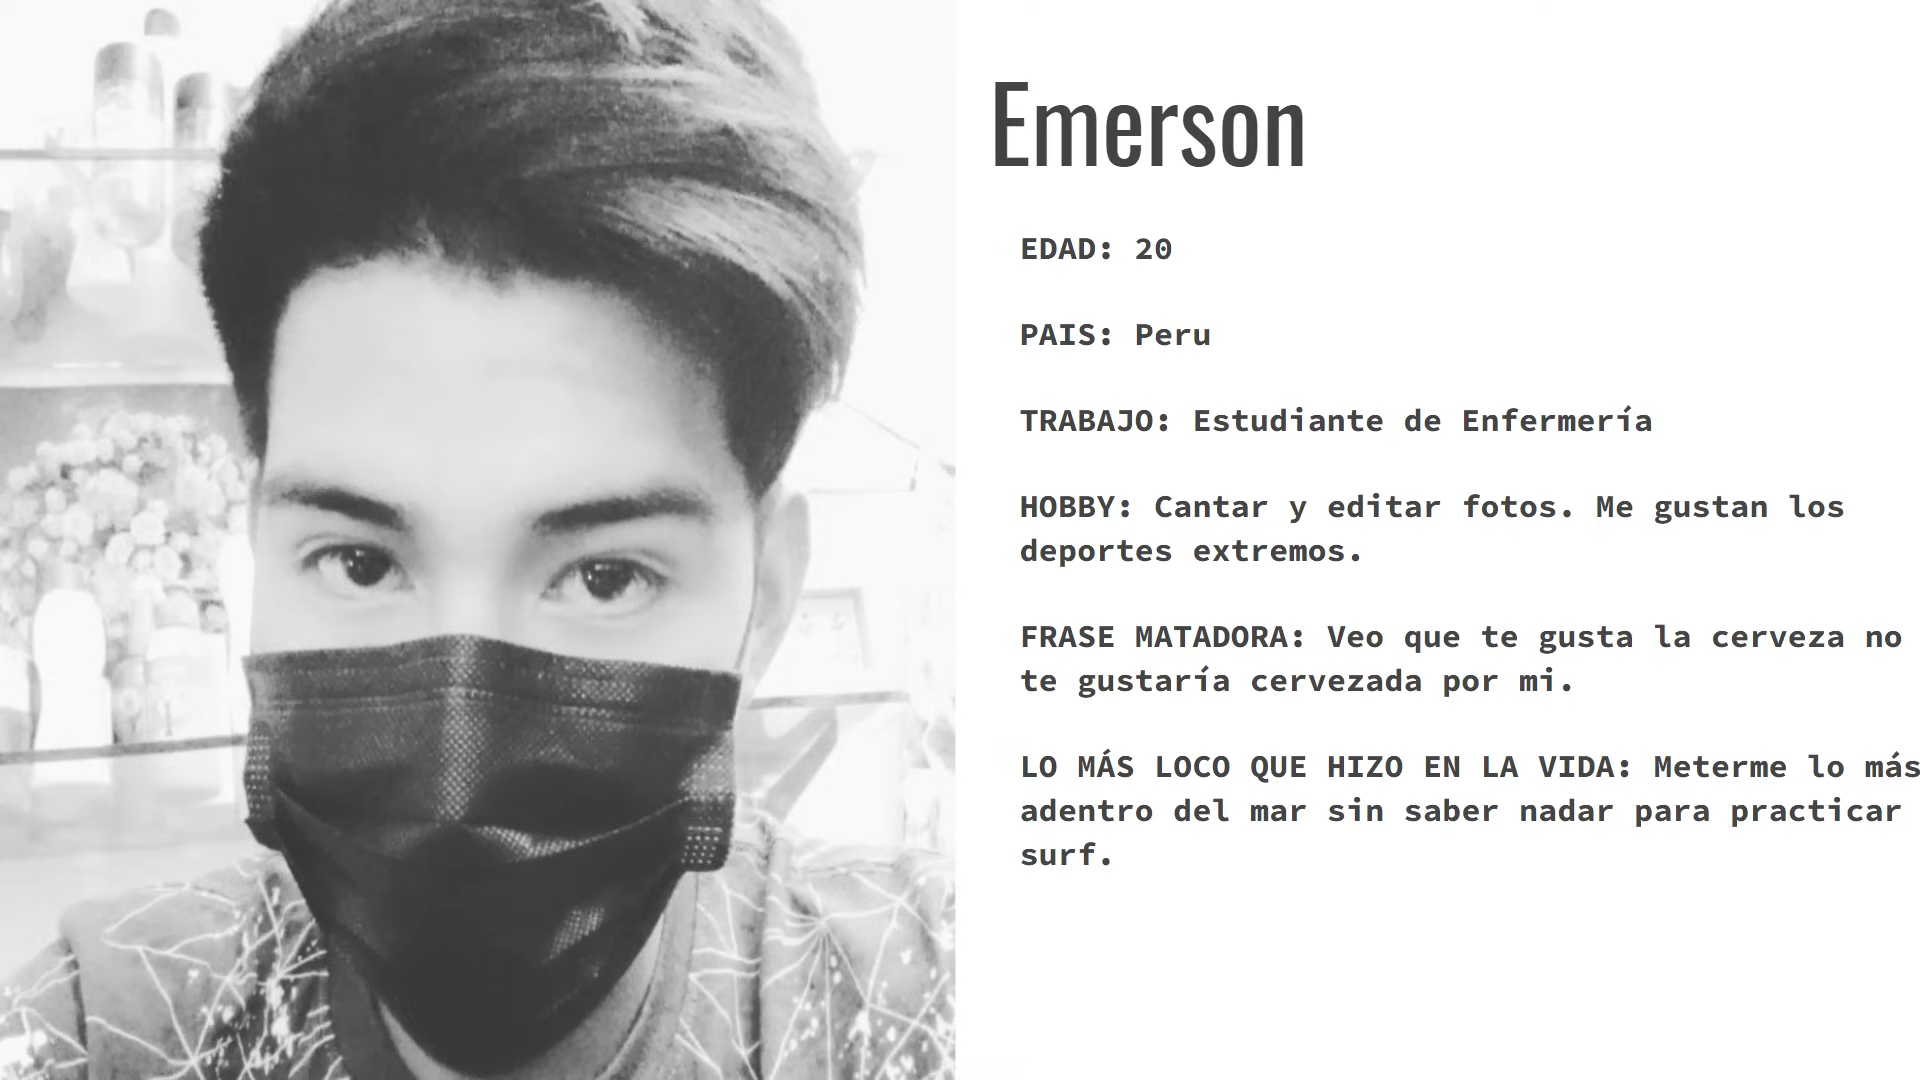 Emerson
EDAD: 20
PAIS: Peru
TRABAJO: Estudiante de Enfermería
HOBBY: Cantar y editar fotos. Me gustan los
deportes extremos.
FRASE MATADORA: Veo que te gusta la cerveza no
te gustaría cervezada por mi.
LO MÁS LOCO QUE HIZO EN LA VIDA: Meterme lo más
adentro del mar sin saber nadar para practicar
surf.